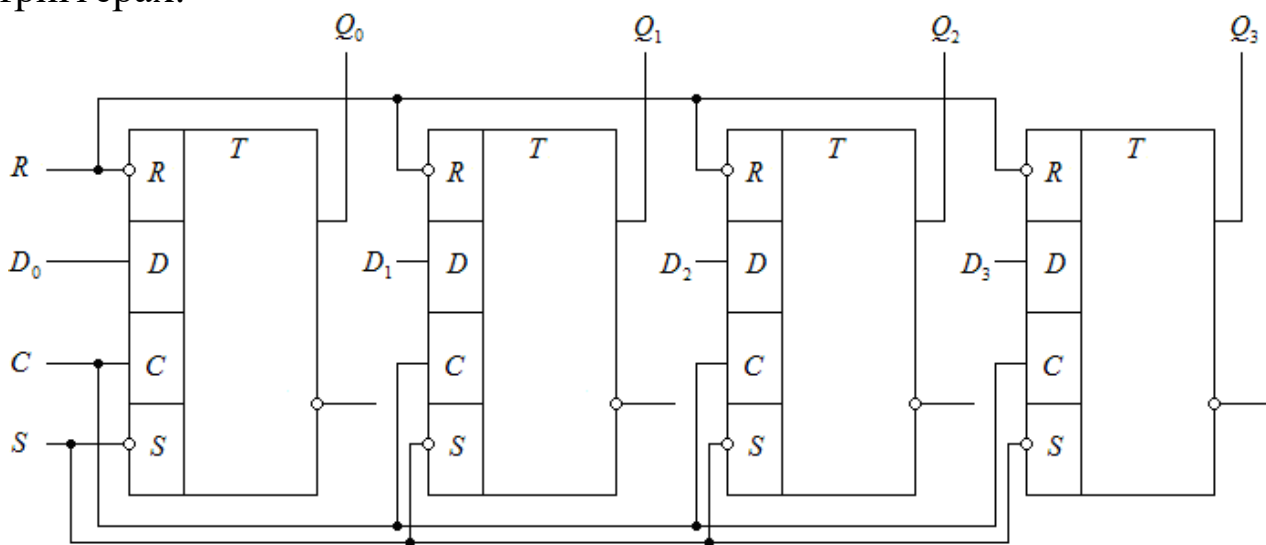 триггерах.
Q₀ Q₁ Q₂ Q₃
T T T T
R R R R R
D₀ D D₁ D D₂ D D₃ D
C C C C C
S S S S S